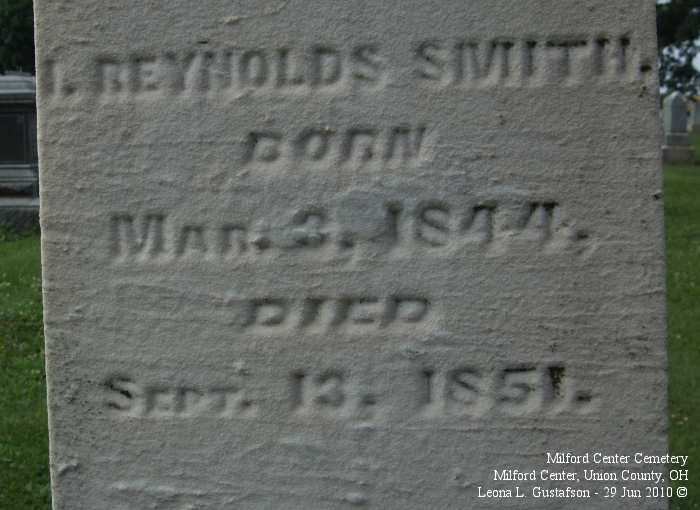 I. REYNOLDS SMITH.
BORN
MAR. 3, 1844.
DIED
SEPT. 13. 1851.
Milford Center Cemetery
Milford Center, Union County, OH
Leona L. Gustafson - 29 Jun 2010 ©